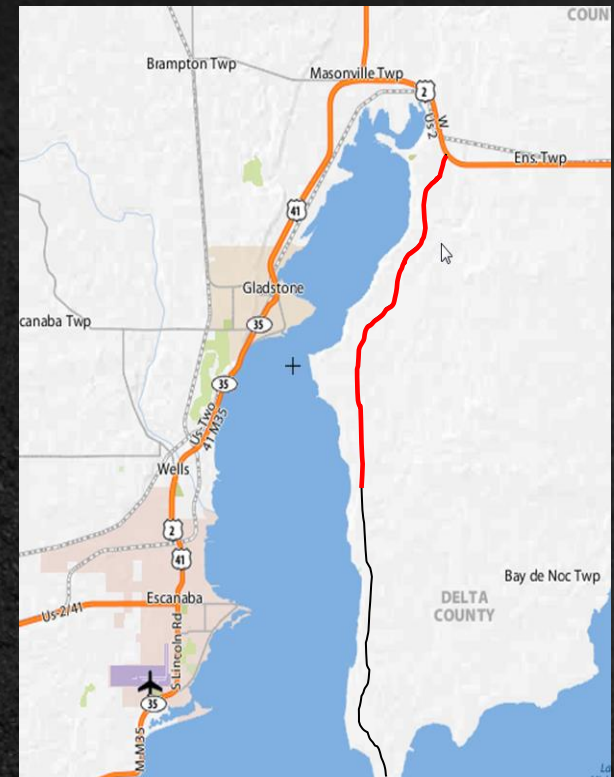 COUN
Brampton Twp
Masonville Twp
2
W
Us 2
Ens. Twp
41
Gladstone
canaba Twp
35
35
Us-Two
41 M35
Wells
2
41
Bay de Noc Twp
Escanaba
DELTA
COUNTY
Us-2/41
S Lincoln Rd
35
M-M35